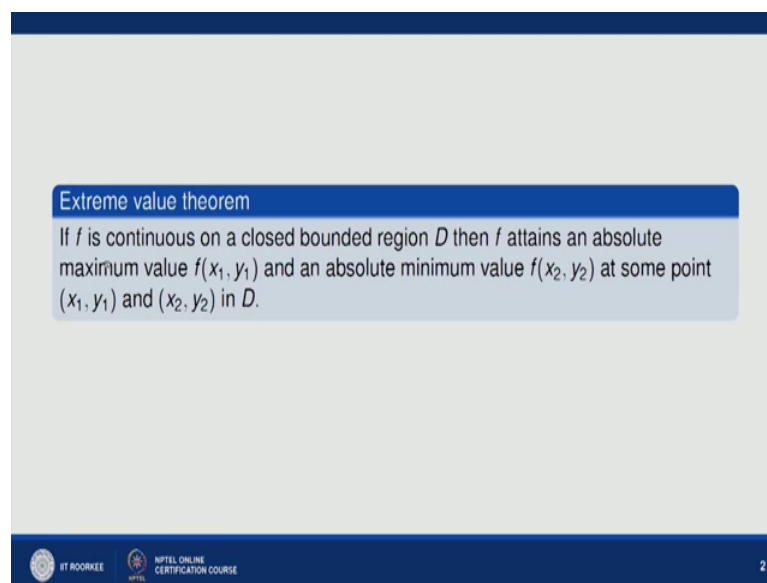 Extreme value theorem
If f is continuous on a closed bounded region D then f attains an absolute
maximum value f(x₁, y₁) and an absolute minimum value f(x₂, y₂) at some point
(x₁, y₁) and (x₂, y₂) in D.
IIT ROORKEE
NPTEL
NPTEL ONLINE
CERTIFICATION COURSE
2